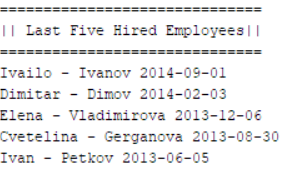 ==============================
|| Last Five Hired Employees||
==============================
Ivailo - Ivanov 2014-09-01
Dimitar - Dimov 2014-02-03
Elena - Vladimirova 2013-12-06
Cvetelina - Gerganova 2013-08-30
Ivan - Petkov 2013-06-05